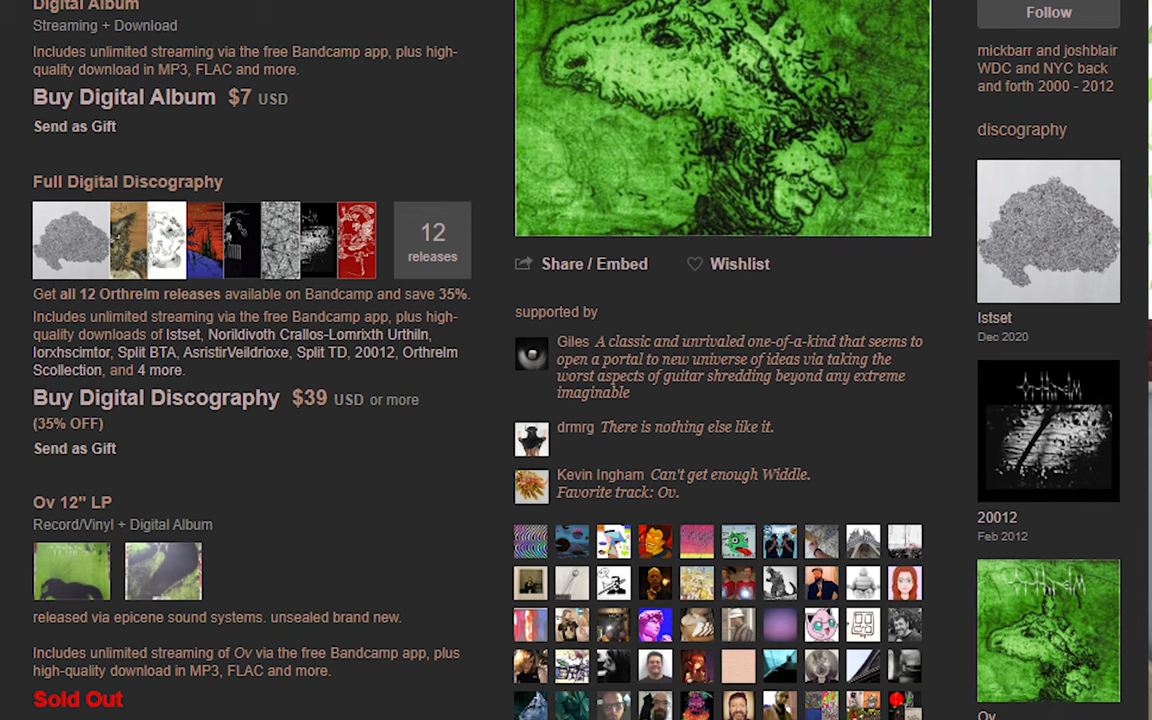 Digital Album
Streaming + Download
Includes unlimited streaming via the free Bandcamp app, plus high-
quality download in MP3, FLAC and more.
Buy Digital Album $7 USD
Send as Gift
Full Digital Discography
12
releases
Get all 12 Orthrelm releases available on Bandcamp and save 35%.
Includes unlimited streaming via the free Bandcamp app, plus high-
quality downloads of Istset, Norildivoth Crallos-Lomrixth Urthiln,
Iorxhscimtor, Split BTA, AsristirVeildrioxe, Split TD, 20012, Orthrelm
Scollection, and 4 more.
Buy Digital Discography $39 USD or more
(35% OFF)
Send as Gift
Ov 12" LP
Record/Vinyl + Digital Album
released via epicene sound systems. unsealed brand new.
Includes unlimited streaming of Ov via the free Bandcamp app, plus
high-quality download in MP3, FLAC and more.
Sold Out
Share / Embed
Wishlist
supported by
Giles A classic and unrivaled one-of-a-kind that seems to
open a portal to new universe of ideas via taking the
worst aspects of guitar shredding beyond any extreme
imaginable
drmrg There is nothing else like it.
Kevin Ingham Can't get enough Widdle.
Favorite track: Ov.
Follow
mickbarr and joshblair
WDC and NYC back
and forth 2000 - 2012
discography
Istset
Dec 2020
20012
Feb 2012
Ov